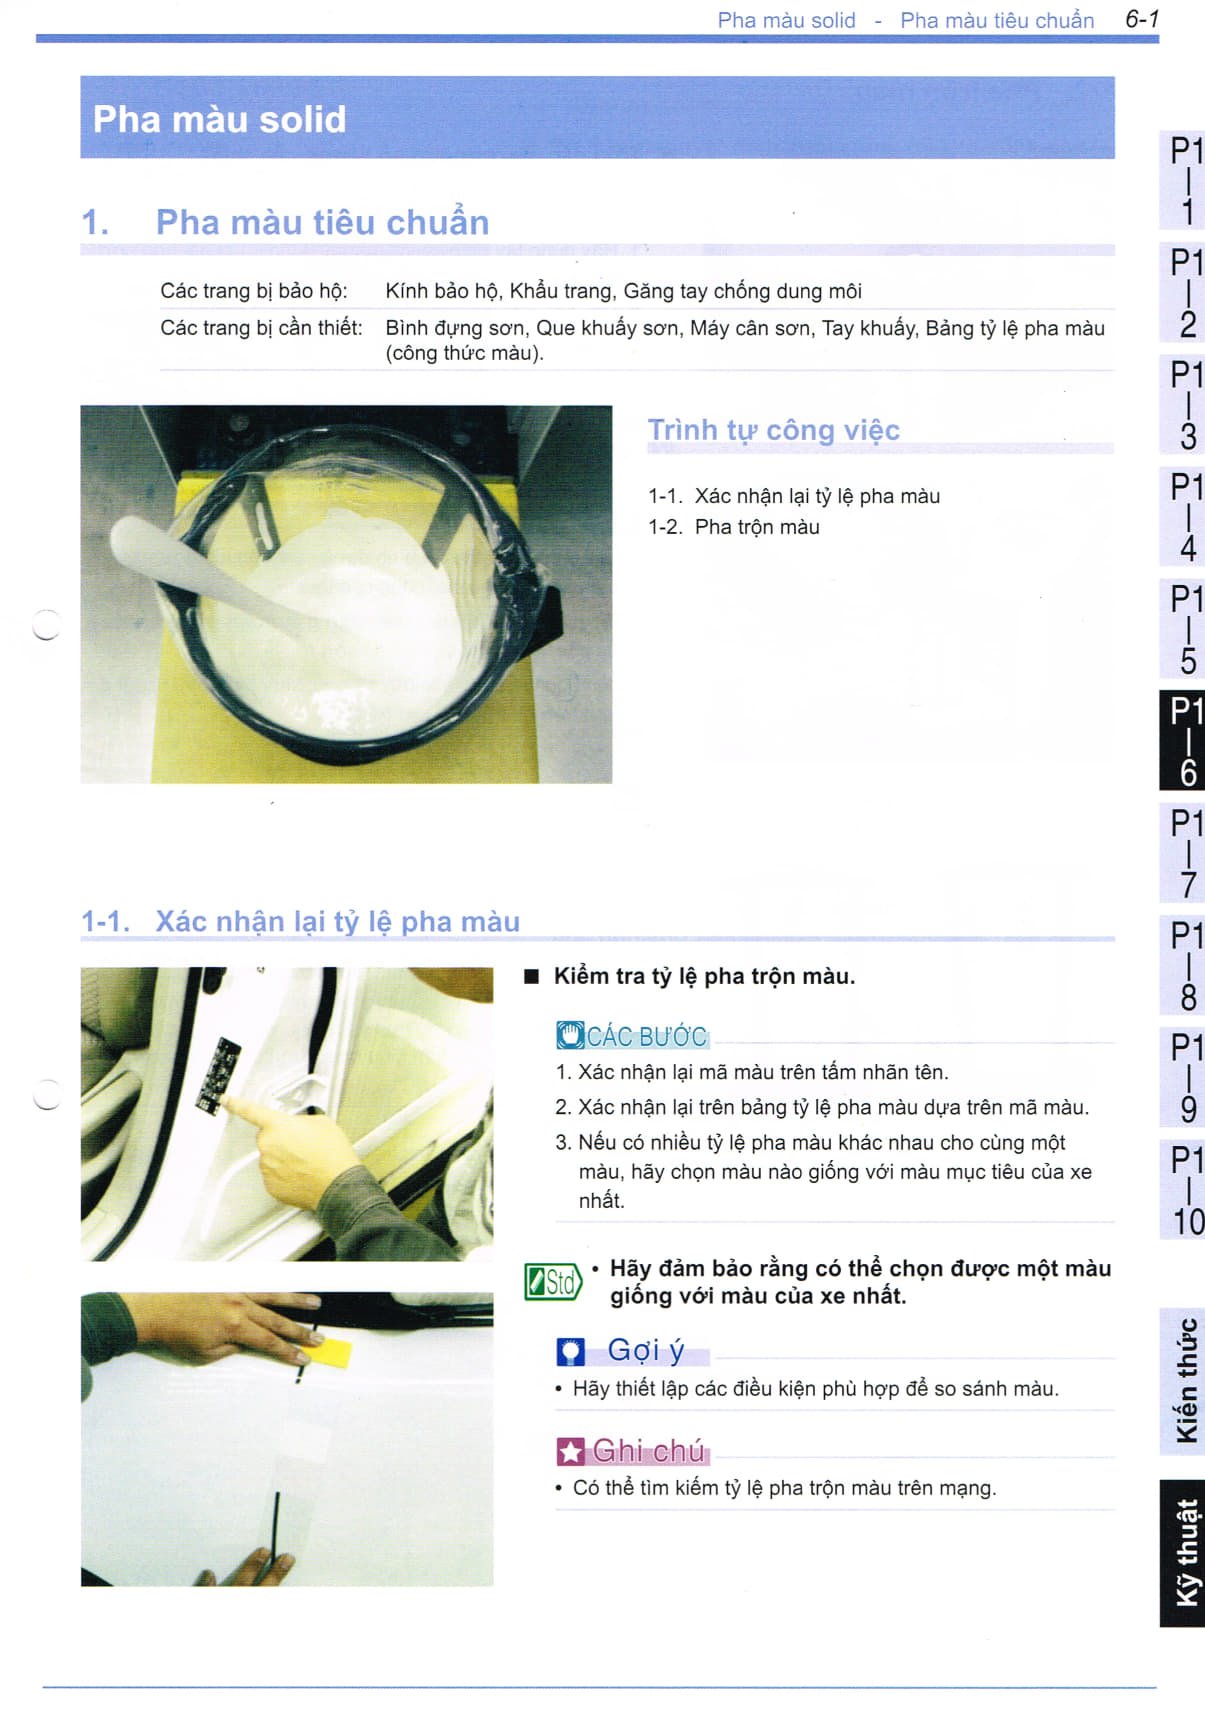 Pha màu solid - Pha màu tiêu chuẩn 6-1
Pha màu solid
1. Pha màu tiêu chuẩn
Các trang bị bảo hộ: Kính bảo hộ, Khẩu trang, Găng tay chống dung môi
Các trang bị cần thiết: Bình đựng sơn, Que khuấy sơn, Máy cân sơn, Tay khuấy, Bảng tỷ lệ pha màu
(công thức màu).
Trình tự công việc
1-1. Xác nhận lại tỷ lệ pha màu
1-2. Pha trộn màu
1-1. Xác nhận lại tỷ lệ pha màu
■ Kiểm tra tỷ lệ pha trộn màu.
CÁC BƯỚC
1. Xác nhận lại mã màu trên tấm nhãn tên.
2. Xác nhận lại trên bảng tỷ lệ pha màu dựa trên mã màu.
3. Nếu có nhiều tỷ lệ pha màu khác nhau cho cùng một
màu, hãy chọn màu nào giống với màu mục tiêu của xe
nhất.
Std
• Hãy đảm bảo rằng có thể chọn được một màu
giống với màu của xe nhất.
Gợi ý
• Hãy thiết lập các điều kiện phù hợp để so sánh màu.
Ghi chú
• Có thể tìm kiếm tỷ lệ pha trộn màu trên mạng.
P1
1
P1
2
P1
3
P1
4
P1
5
P1
6
P1
7
P1
8
P1
9
P1
10
Kiến thức
Kỹ thuật